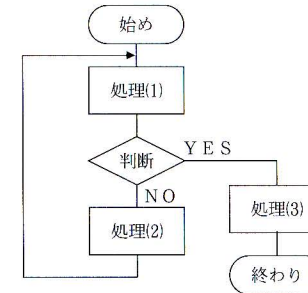 始め
処理(1)
判断
ＹＥＳ
ＮＯ
処理(2)
処理(3)
終わり